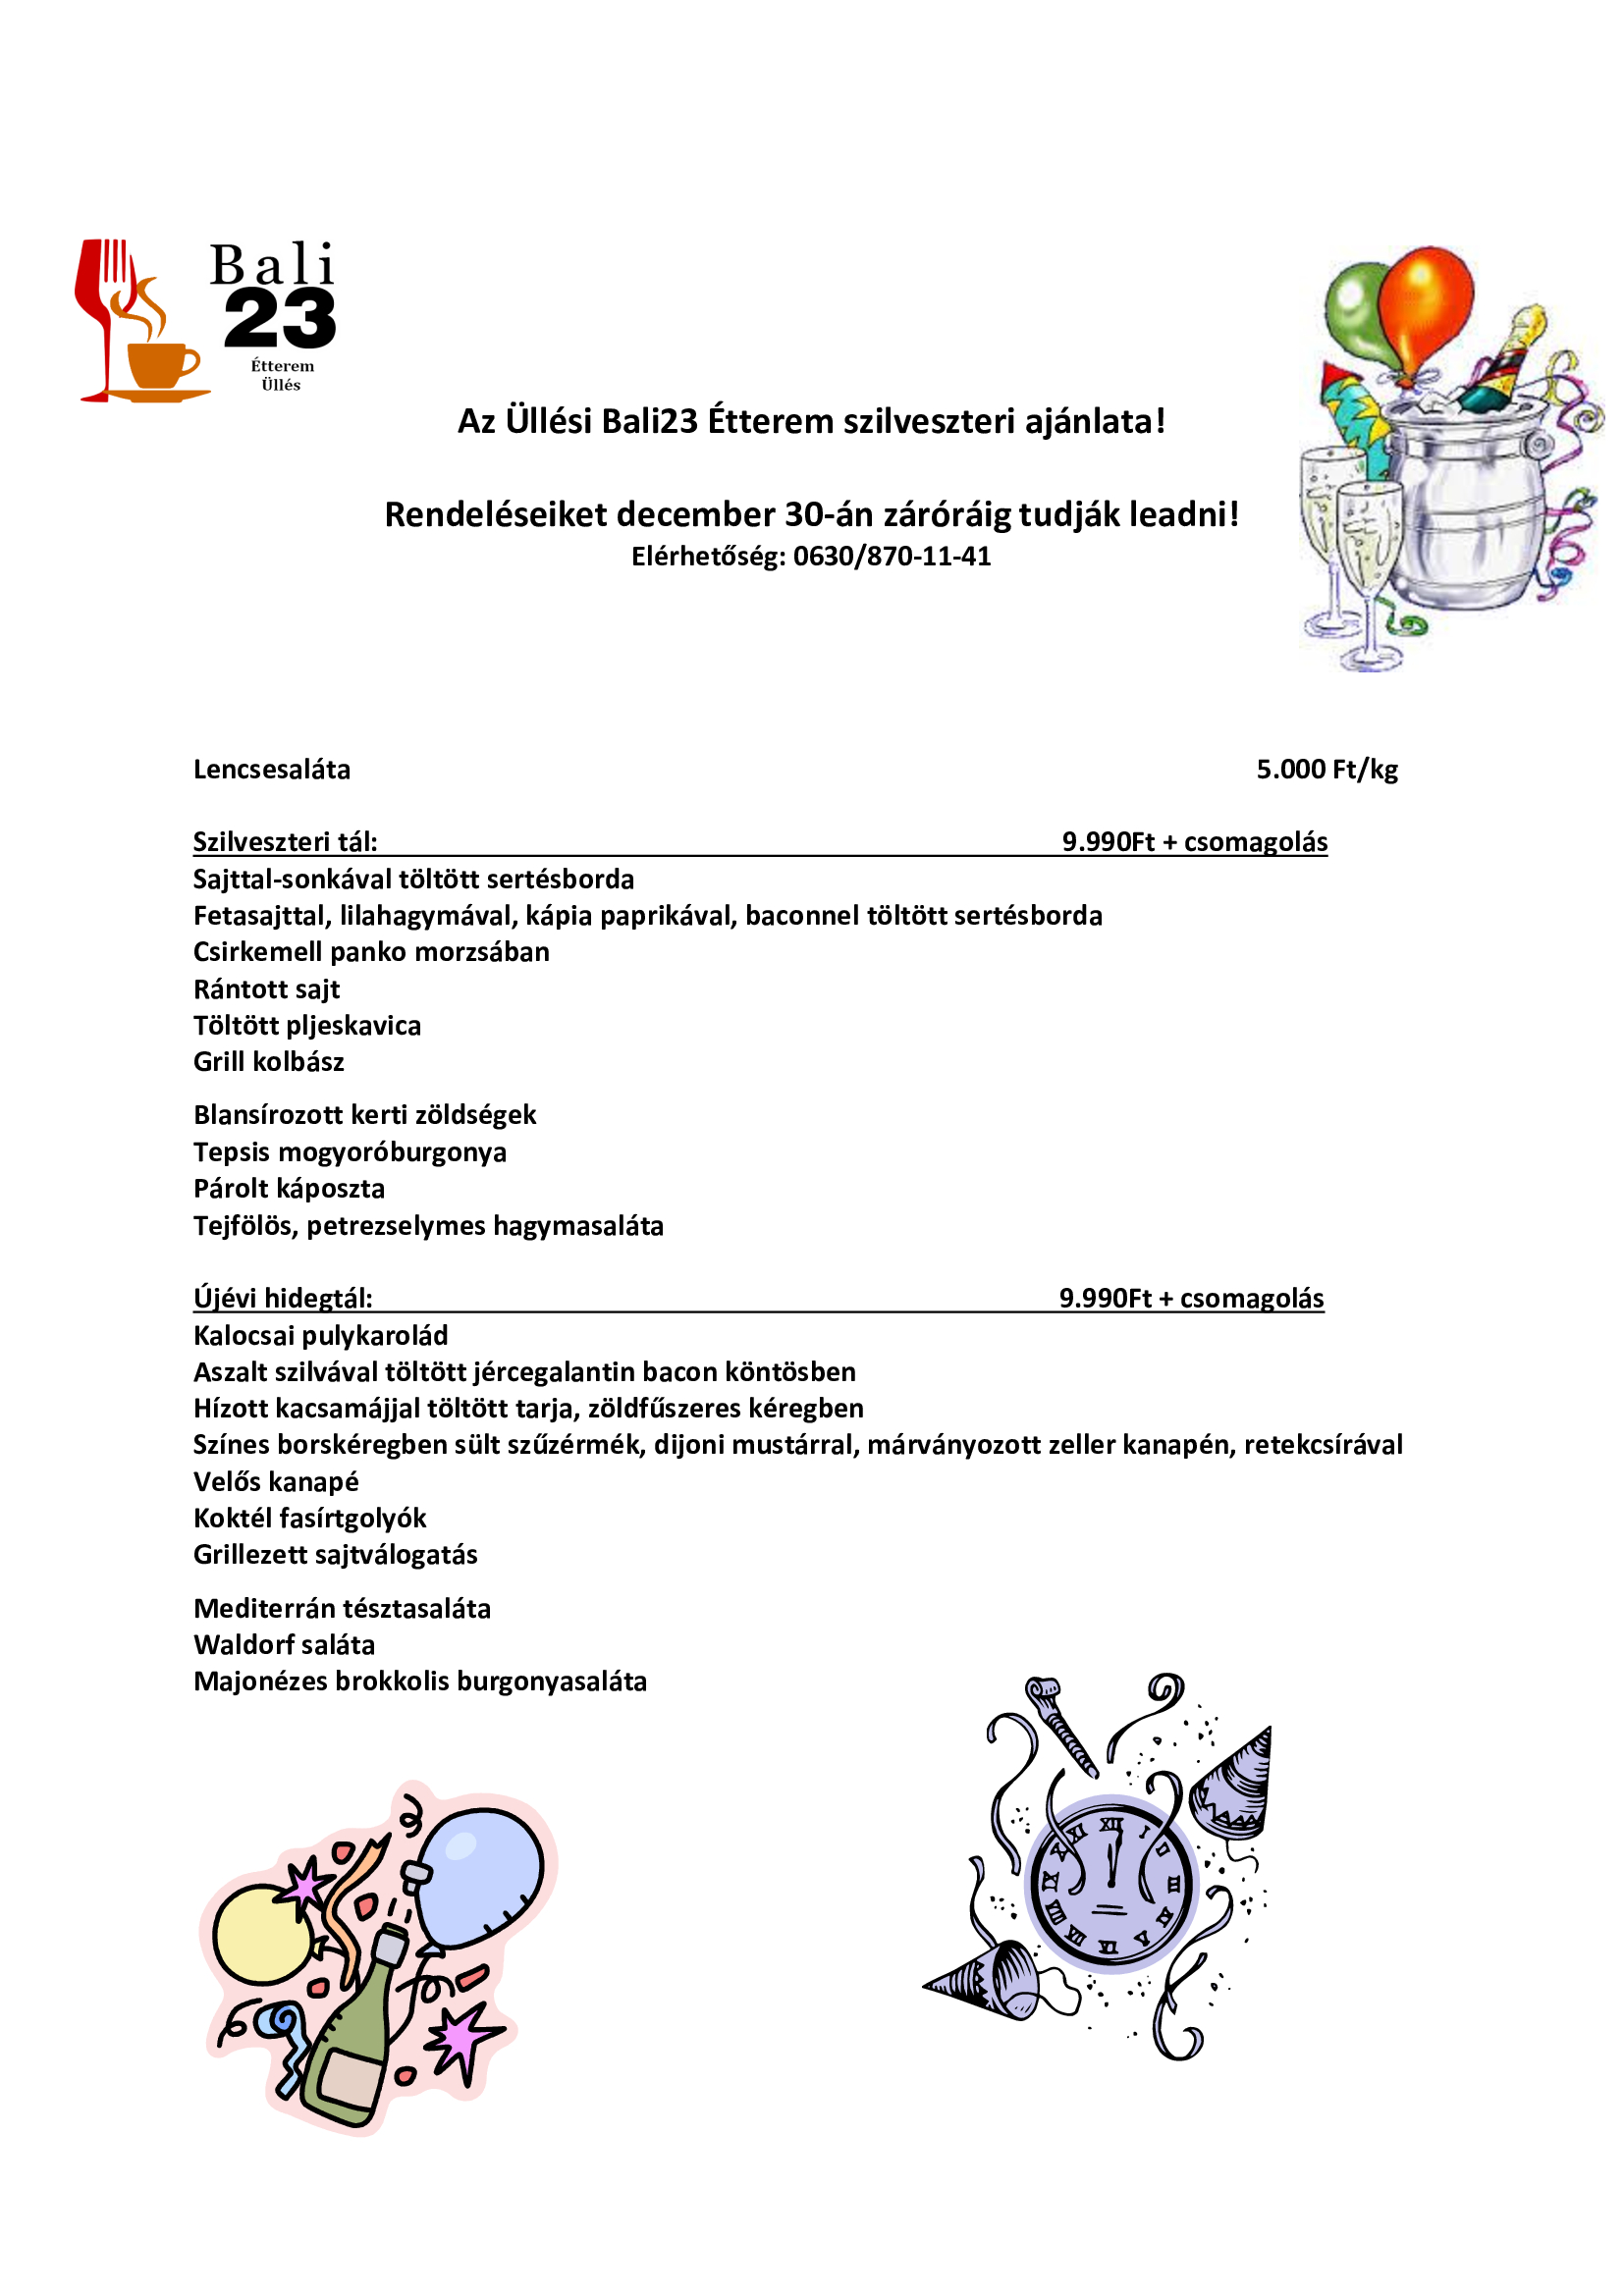 Bali
23
Étterem
Üllés
Az Üllési Bali23 Étterem szilveszteri ajánlata!
Rendeléseiket december 30-án záróráig tudják leadni!
Elérhetőség: 0630/870-11-41
Lencsesaláta 5.000 Ft/kg
Szilveszteri tál: 9.990Ft + csomagolás
Sajttal-sonkával töltött sertésborda
Fetasajttal, lilahagymával, kápia paprikával, baconnel töltött sertésborda
Csirkemell panko morzsában
Rántott sajt
Töltött pljeskavica
Grill kolbász
Blansírozott kerti zöldségek
Tepsis mogyoróburgonya
Párolt káposzta
Tejfölös, petrezselymes hagymasaláta
Újévi hidegtál: 9.990Ft + csomagolás
Kalocsai pulykarolád
Aszalt szilvával töltött jércegalantin bacon köntösben
Hízott kacsamájjal töltött tarja, zöldfűszeres kéregben
Színes borskéregben sült szűzérmék, dijoni mustárral, márványozott zeller kanapén, retekcsírával
Velős kanapé
Koktél fasírtgolyók
Grillezett sajtválogatás
Mediterrán tésztasaláta
Waldorf saláta
Majonézes brokkolis burgonyasaláta